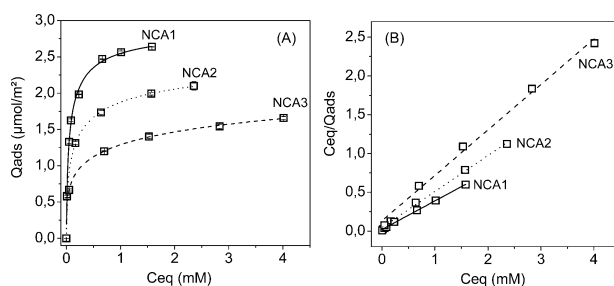 (A)
NCA1
NCA2
NCA3
Qads (µmol/m²)
3,0
2,5
2,0
1,5
1,0
0,5
0,0
0 1 2 3 4
Ceq (mM)
(B)
NCA3
NCA2
NCA1
Ceq/Qads
2,5
2,0
1,5
1,0
0,5
0,0
0 1 2 3 4
Ceq (mM)